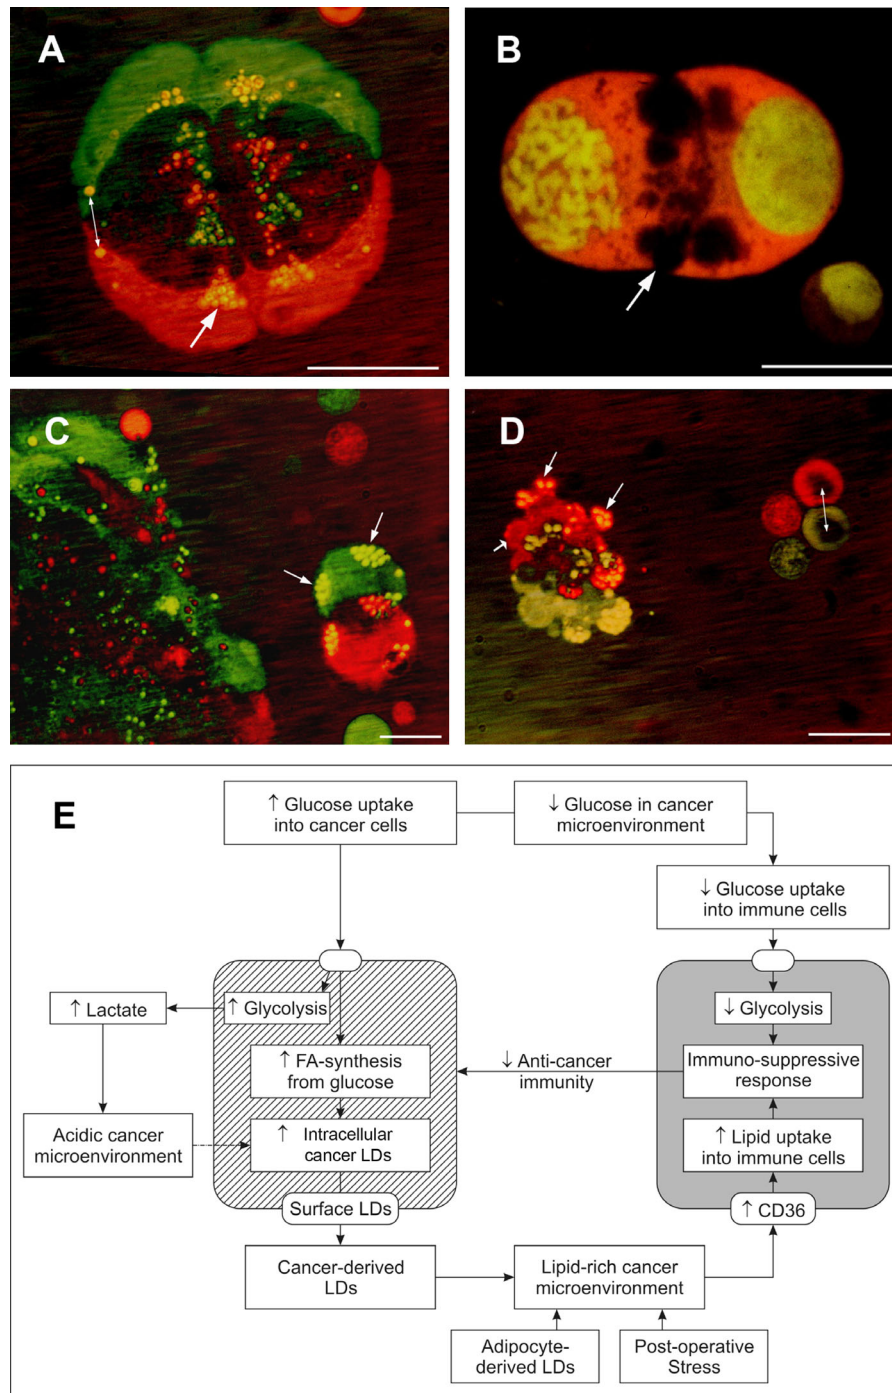 A
B
C
D
E
↑ Glucose uptake
into cancer cells
↓ Glucose in cancer
microenvironment
↓ Glucose uptake
into immune cells
↑ Lactate
↑ Glycolysis
↓ Glycolysis
↑ FA-synthesis
from glucose
↓ Anti-cancer
immunity
Immuno-suppressive
response
Acidic cancer
microenvironment
↑ Intracellular
cancer LDs
↑ Lipid uptake
into immune cells
Surface LDs
↑ CD36
Cancer-derived
LDs
Lipid-rich cancer
microenvironment
Adipocyte-
derived LDs
Post-operative
Stress